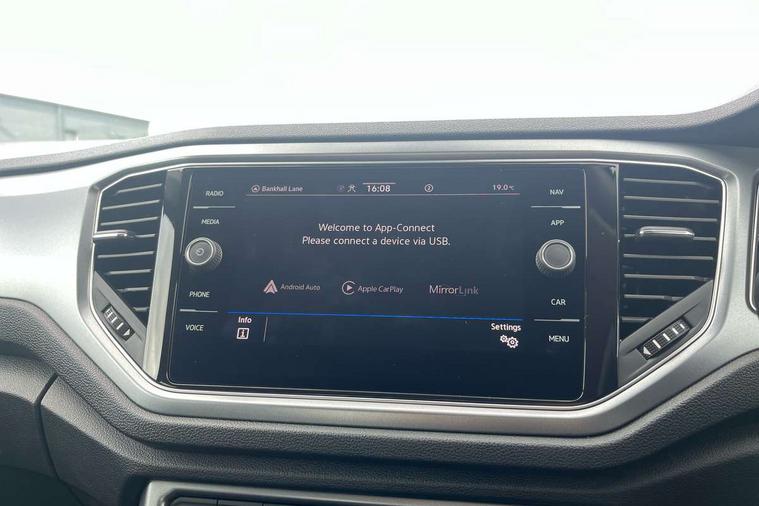 RADIO
MEDIA
PHONE
VOICE
Bankhall Lane
16:08
19.0 °C
Welcome to App-Connect
Please connect a device via USB.
Android Auto
Apple CarPlay
MirrorLink
Info
Settings
NAV
APP
CAR
MENU